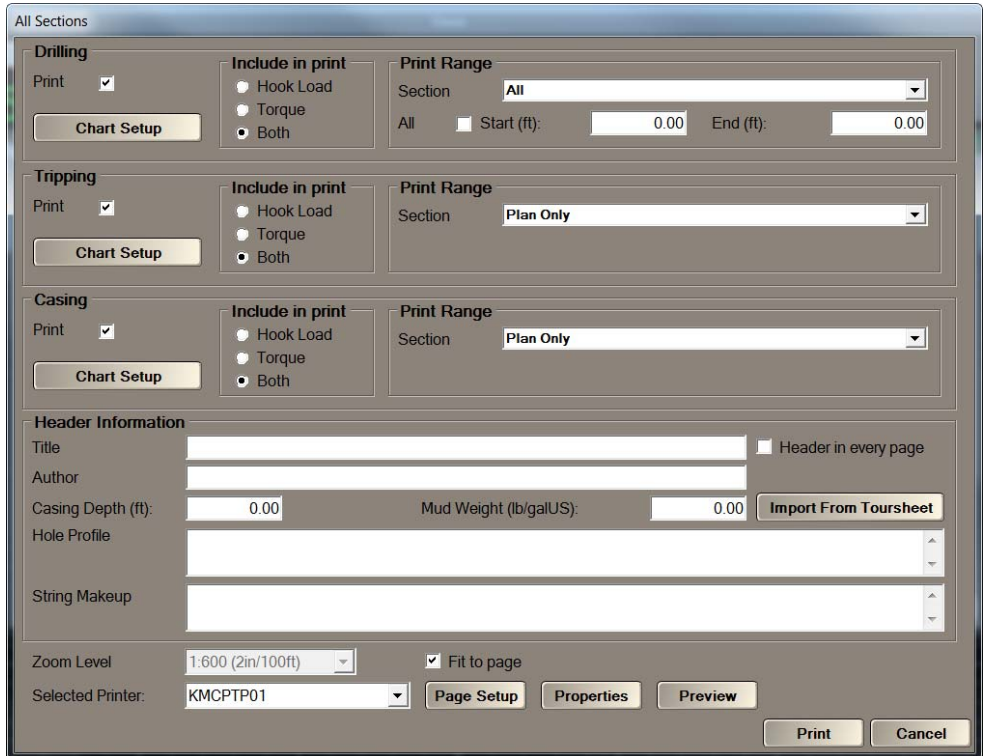 All Sections
Drilling
Print
Chart Setup
Include in print
Hook Load
Torque
Both
Print Range
Section All
All Start (ft): 0.00 End (ft): 0.00
Tripping
Print
Chart Setup
Include in print
Hook Load
Torque
Both
Print Range
Section Plan Only
Casing
Print
Chart Setup
Include in print
Hook Load
Torque
Both
Print Range
Section Plan Only
Header Information
Title Header in every page
Author
Casing Depth (ft): 0.00 Mud Weight (lb/galUS): 0.00 Import From Toursheet
Hole Profile
String Makeup
Zoom Level 1:600 (2in/100ft) Fit to page
Selected Printer: KMCPTP01 Page Setup Properties Preview
Print Cancel